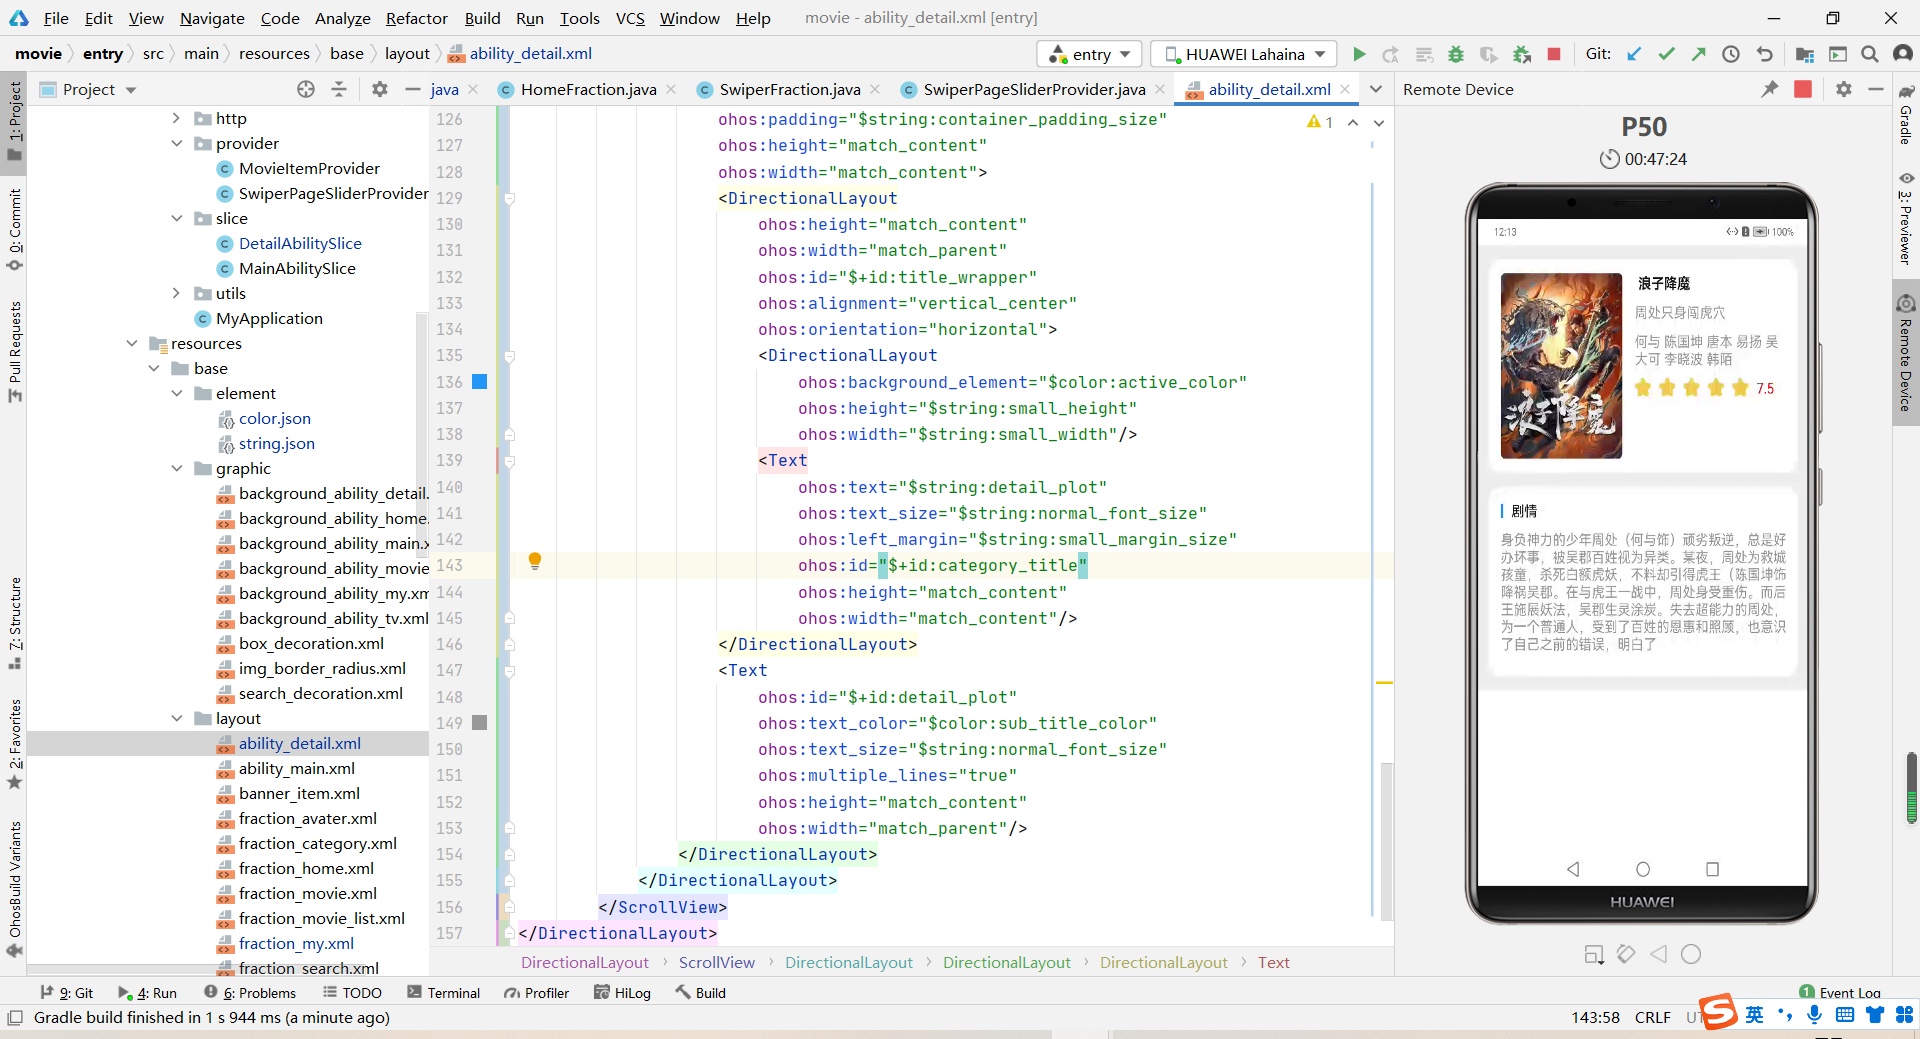 File Edit View Navigate Code Analyze Refactor Build Run Tools VCS Window Help movie - ability_detail.xml [entry]
movie entry src main resources base layout ability_detail.xml entry HUAWEI Lahaina Git:
Project java HomeFraction.java SwiperFraction.java SwiperPageSliderProvider.java ability_detail.xml Remote Device
1: Project
0: Commit
Pull Requests
7: Structure
2: Favorites
OhosBuild Variants
http
provider
MovieItemProvider
SwiperPageSliderProvider
slice
DetailAbilitySlice
MainAbilitySlice
utils
MyApplication
resources
base
element
color.json
string.json
graphic
background_ability_detail.
background_ability_home.
background_ability_main.x
background_ability_movie
background_ability_my.xm
background_ability_tv.xml
box_decoration.xml
img_border_radius.xml
search_decoration.xml
layout
ability_detail.xml
ability_main.xml
banner_item.xml
fraction_avater.xml
fraction_category.xml
fraction_home.xml
fraction_movie.xml
fraction_movie_list.xml
fraction_my.xml
fraction_search.xml
1
126 ohos:padding="$string:container_padding_size"
127 ohos:height="match_content"
128 ohos:width="match_content">
129 <DirectionalLayout
130 ohos:height="match_content"
131 ohos:width="match_parent"
132 ohos:id="$+id:title_wrapper"
133 ohos:alignment="vertical_center"
134 ohos:orientation="horizontal">
135 <DirectionalLayout
136 ohos:background_element="$color:active_color"
137 ohos:height="$string:small_height"
138 ohos:width="$string:small_width"/>
139 <Text
140 ohos:text="$string:detail_plot"
141 ohos:text_size="$string:normal_font_size"
142 ohos:left_margin="$string:small_margin_size"
143 ohos:id="$+id:category_title"
144 ohos:height="match_content"
145 ohos:width="match_content"/>
146 </DirectionalLayout>
147 <Text
148 ohos:id="$+id:detail_plot"
149 ohos:text_color="$color:sub_title_color"
150 ohos:text_size="$string:normal_font_size"
151 ohos:multiple_lines="true"
152 ohos:height="match_content"
153 ohos:width="match_parent"/>
154 </DirectionalLayout>
155 </DirectionalLayout>
156 </ScrollView>
157 </DirectionalLayout>
DirectionalLayout ScrollView DirectionalLayout DirectionalLayout DirectionalLayout Text
P50
00:47:24
12:13 100%
浪子降魔
周处只身闯虎穴
何与 陈国坤 唐本 易扬 吴
大可 李晓波 韩陌
7.5
浪子降魔
剧情
身负神力的少年周处（何与饰）顽劣叛逆，总是好
办坏事，被吴郡百姓视为异类。某夜，周处为救城
孩童，杀死白额虎妖，不料却引得虎王（陈国坤饰
降祸吴郡。在与虎王一战中，周处身受重伤。而后
王施展妖法，吴郡生灵涂炭。失去超能力的周处，
为一个普通人，受到了百姓的恩惠和照顾，也意识
了自己之前的错误，明白了
HUAWEI
Gradle
3: Previewer
Remote Device
9: Git 4: Run 6: Problems TODO Terminal Profiler HiLog Build 1 Event Log
Gradle build finished in 1 s 944 ms (a minute ago) 143:58 CRLF UT 英